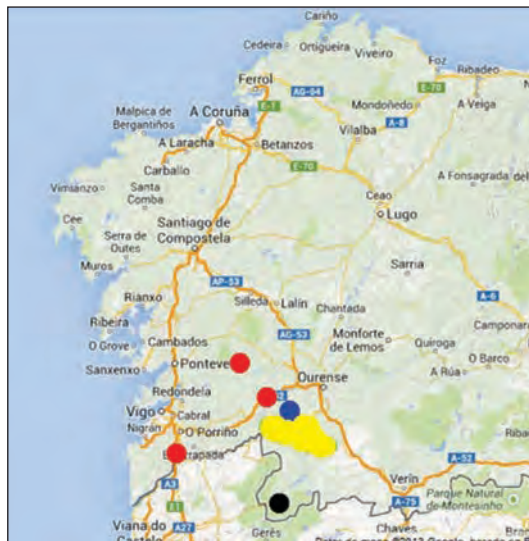 Cariño
Cedeira
Ortigueira
Viveiro
Foz
Ribadeo
Ferrol
AG-64
E-70
Malpica de
Bergantiños
A Coruña
E-1
Mondoñedo
A-8
A Veiga
A Laracha
Betanzos
Vilalba
Carballo
E-70
Vimianzo
Santa
Comba
Ceao
A Fonsagrada
Cee
Santiago de
Compostela
Lugo
Serra de
Outes
Muros
AP-53
Sarria
Rianxo
Silleda
Lalín
A-6
Ribeira
Cambados
AG-53
Chantada
Monforte
de Lemos
Quiroga
O Grove
Sanxenxo
O Barco
A Rúa
Redondela
Ourense
Vigo
Cabral
Nigrán
O Porriño
A-52
A3
Verín
E1
A-75
Parque Natural
de Montesinho
Viana do
A27
Gerês
Chaves